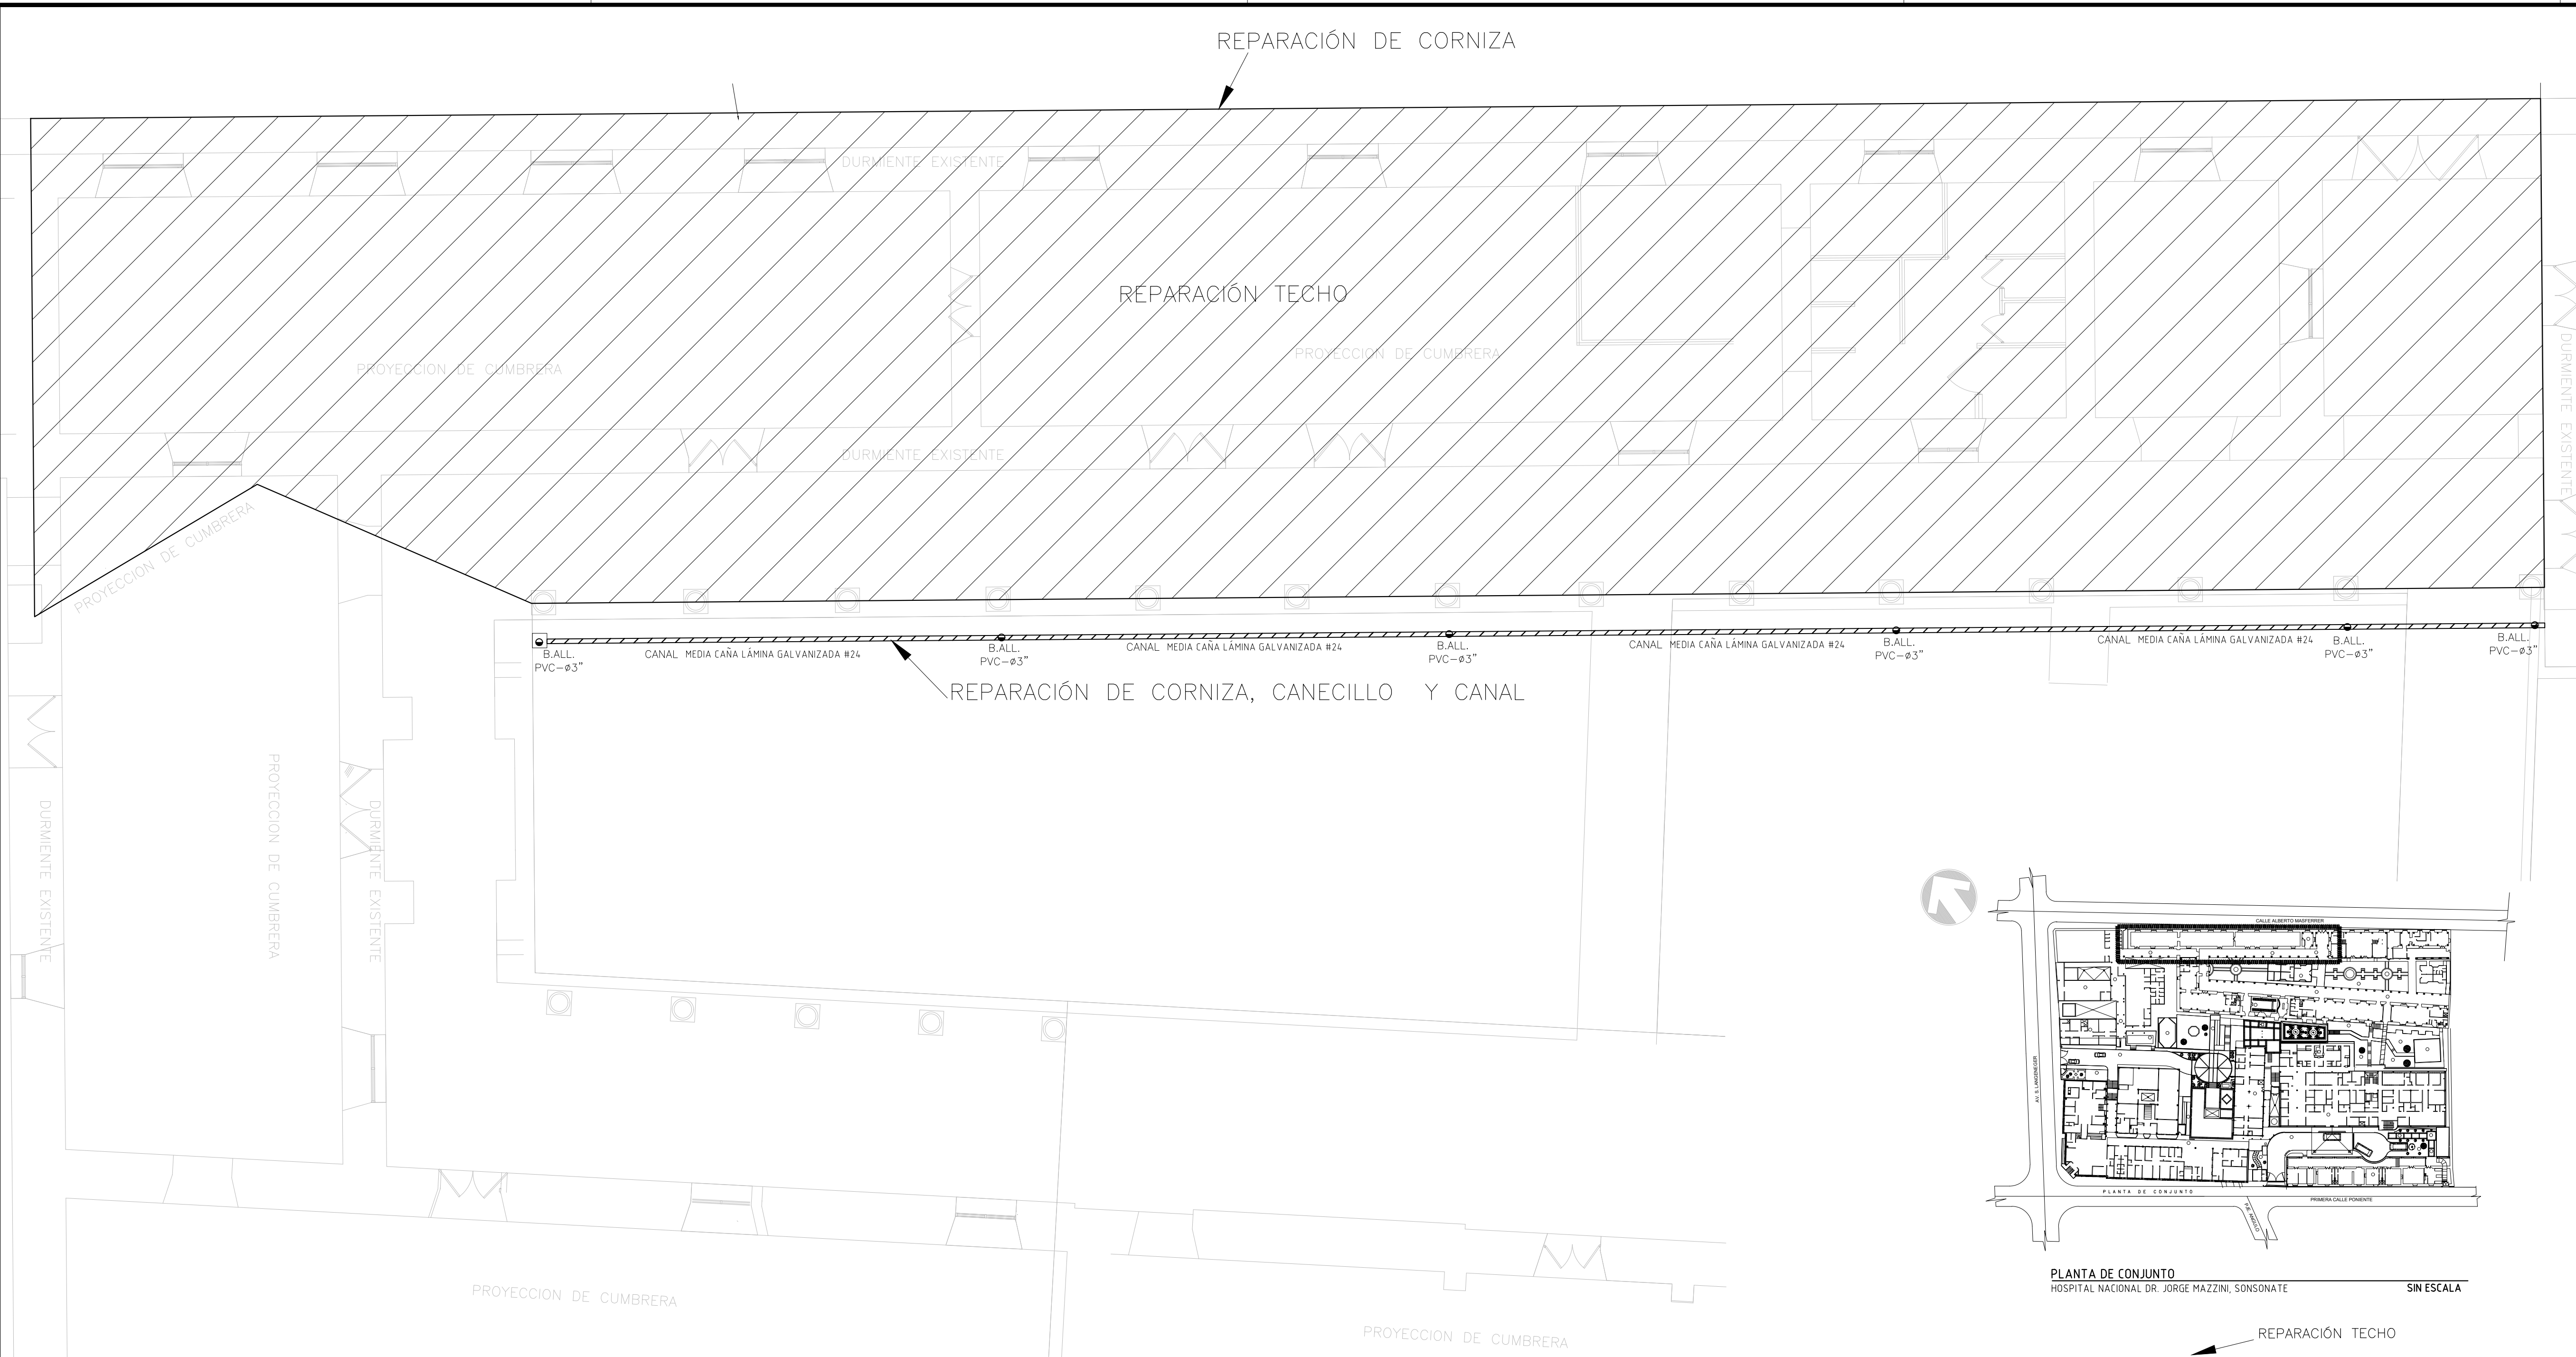 REPARACIÓN DE CORNIZA
DURMIENTE EXISTENTE
REPARACIÓN TECHO
PROYECCION DE CUMBRERA
PROYECCION DE CUMBRERA
DURMIENTE EXISTENTE
DURMIENTE EXISTENTE
PROYECCION DE CUMBRERA
B.ALL.
PVC-ø3"
CANAL MEDIA CAÑA LÁMINA GALVANIZADA #24
B.ALL.
PVC-ø3"
CANAL MEDIA CAÑA LÁMINA GALVANIZADA #24
B.ALL.
PVC-ø3"
CANAL MEDIA CAÑA LÁMINA GALVANIZADA #24
B.ALL.
PVC-ø3"
CANAL MEDIA CAÑA LÁMINA GALVANIZADA #24
B.ALL.
PVC-ø3"
B.ALL.
PVC-ø3"
REPARACIÓN DE CORNIZA, CANECILLO Y CANAL
DURMIENTE EXISTENTE
PROYECCION DE CUMBRERA
DURMIENTE EXISTENTE
CALLE ALBERTO MASFERRER
AV. S. LANGENEGER
PLANTA DE CONJUNTO
PRIMERA CALLE PONIENTE
PJE. ANGULO
PLANTA DE CONJUNTO
HOSPITAL NACIONAL DR. JORGE MAZZINI, SONSONATE
SIN ESCALA
PROYECCION DE CUMBRERA
PROYECCION DE CUMBRERA
REPARACIÓN TECHO